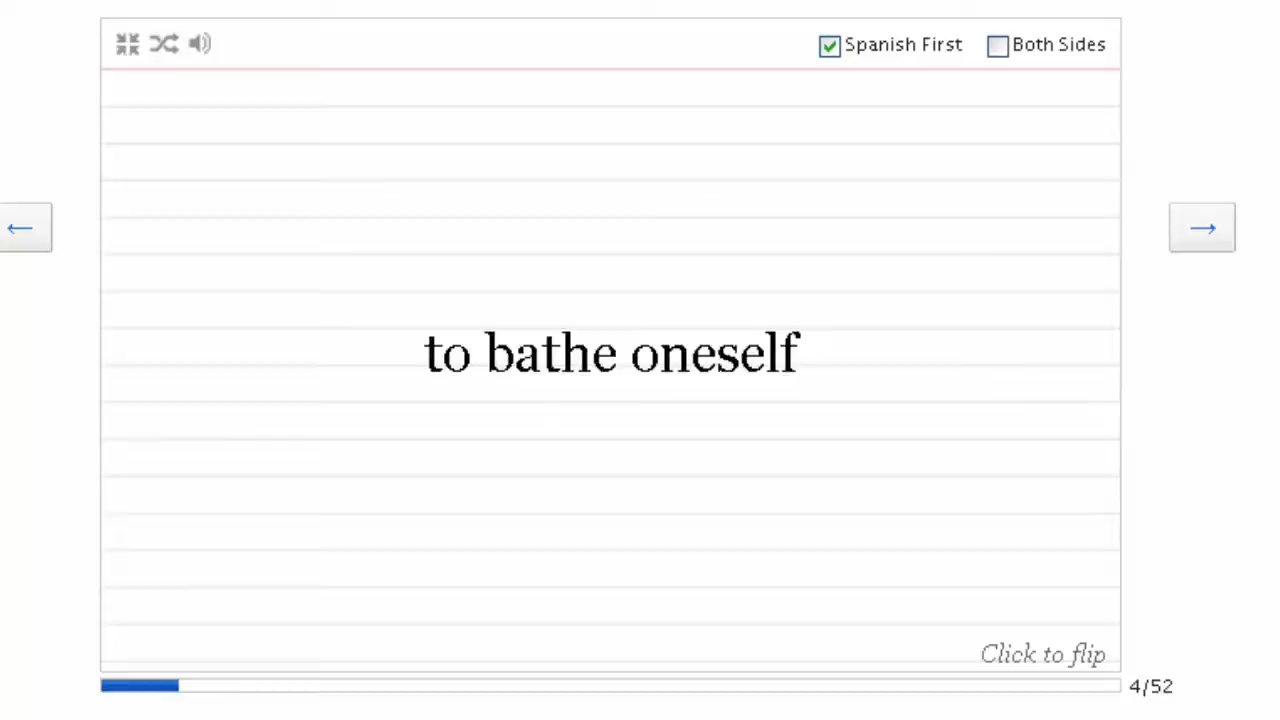 Spanish First
Both Sides
←
→
to bathe oneself
Click to flip
4/52